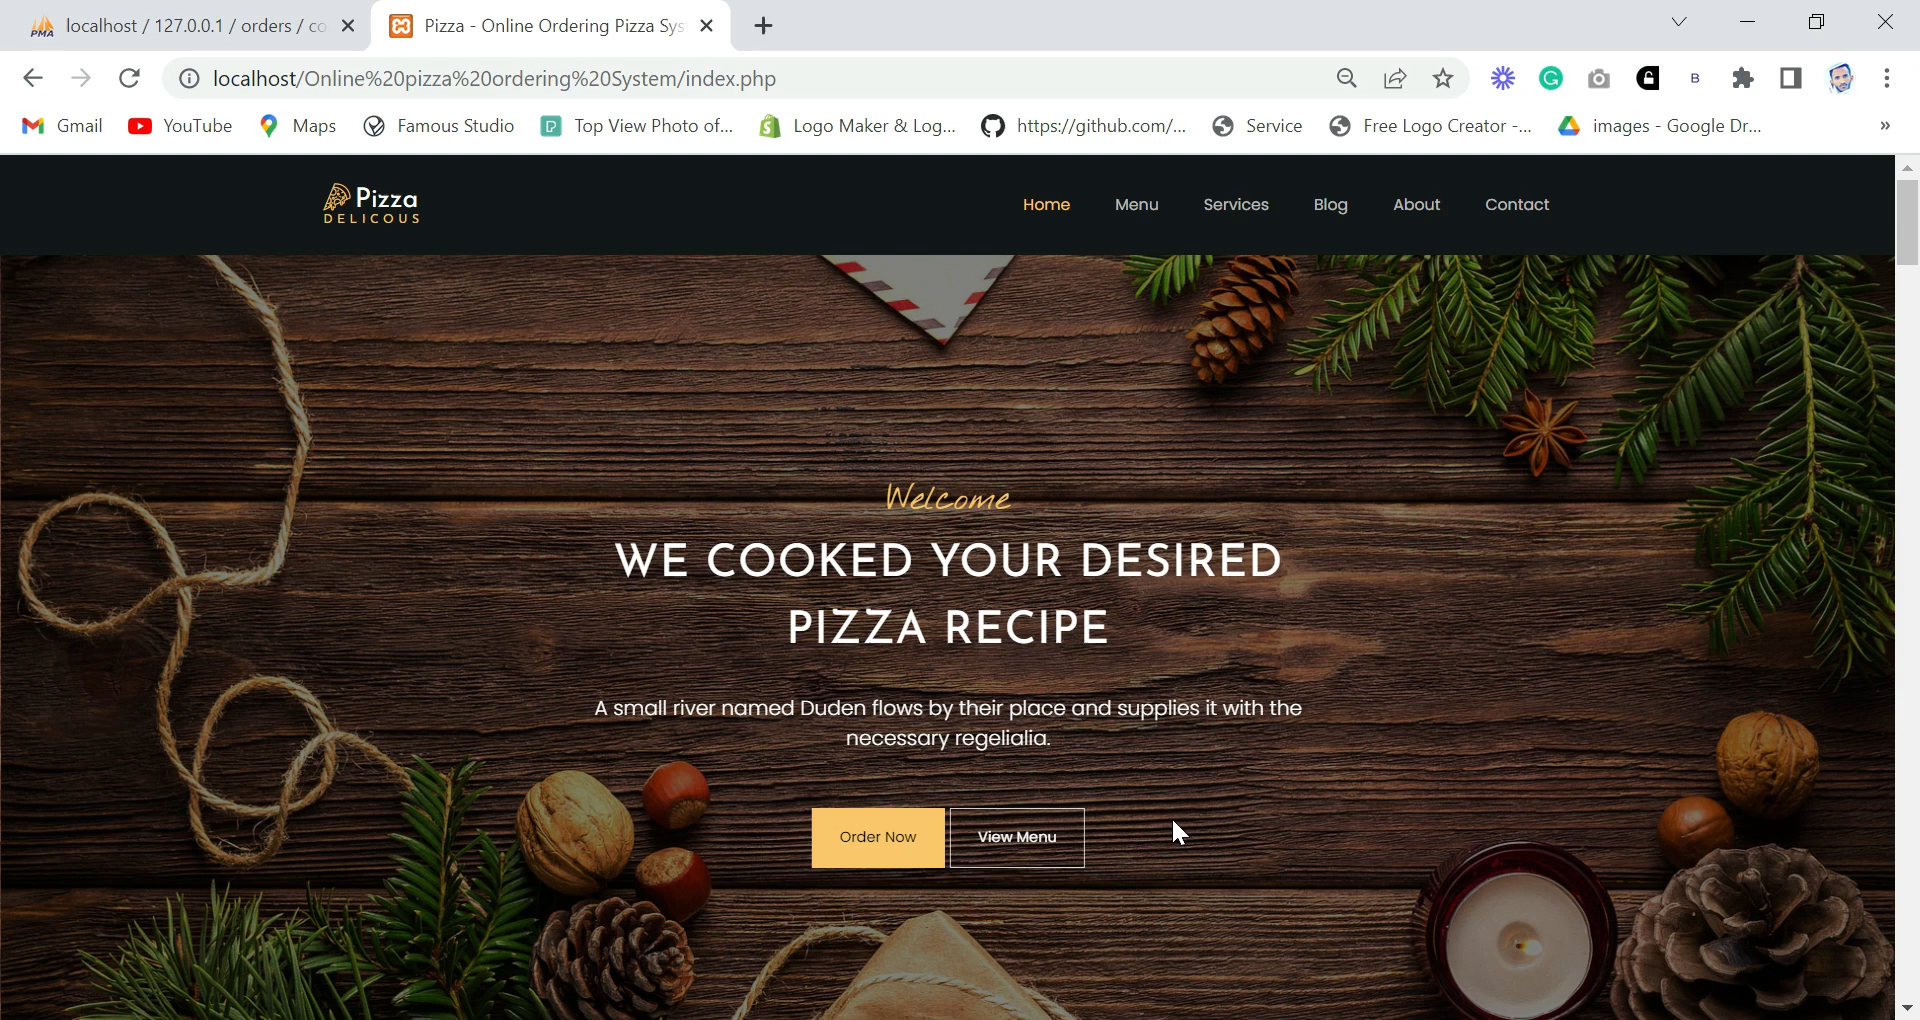 PMA localhost / 127.0.0.1 / orders / co
Pizza - Online Ordering Pizza Sys
localhost/Online%20pizza%20ordering%20System/index.php
B
Gmail YouTube Maps Famous Studio Top View Photo of... Logo Maker & Log... https://github.com/... Service Free Logo Creator -... images - Google Dr... »
Pizza
DELICOUS
Home Menu Services Blog About Contact
Welcome
WE COOKED YOUR DESIRED
PIZZA RECIPE
A small river named Duden flows by their place and supplies it with the
necessary regelialia.
Order Now View Menu